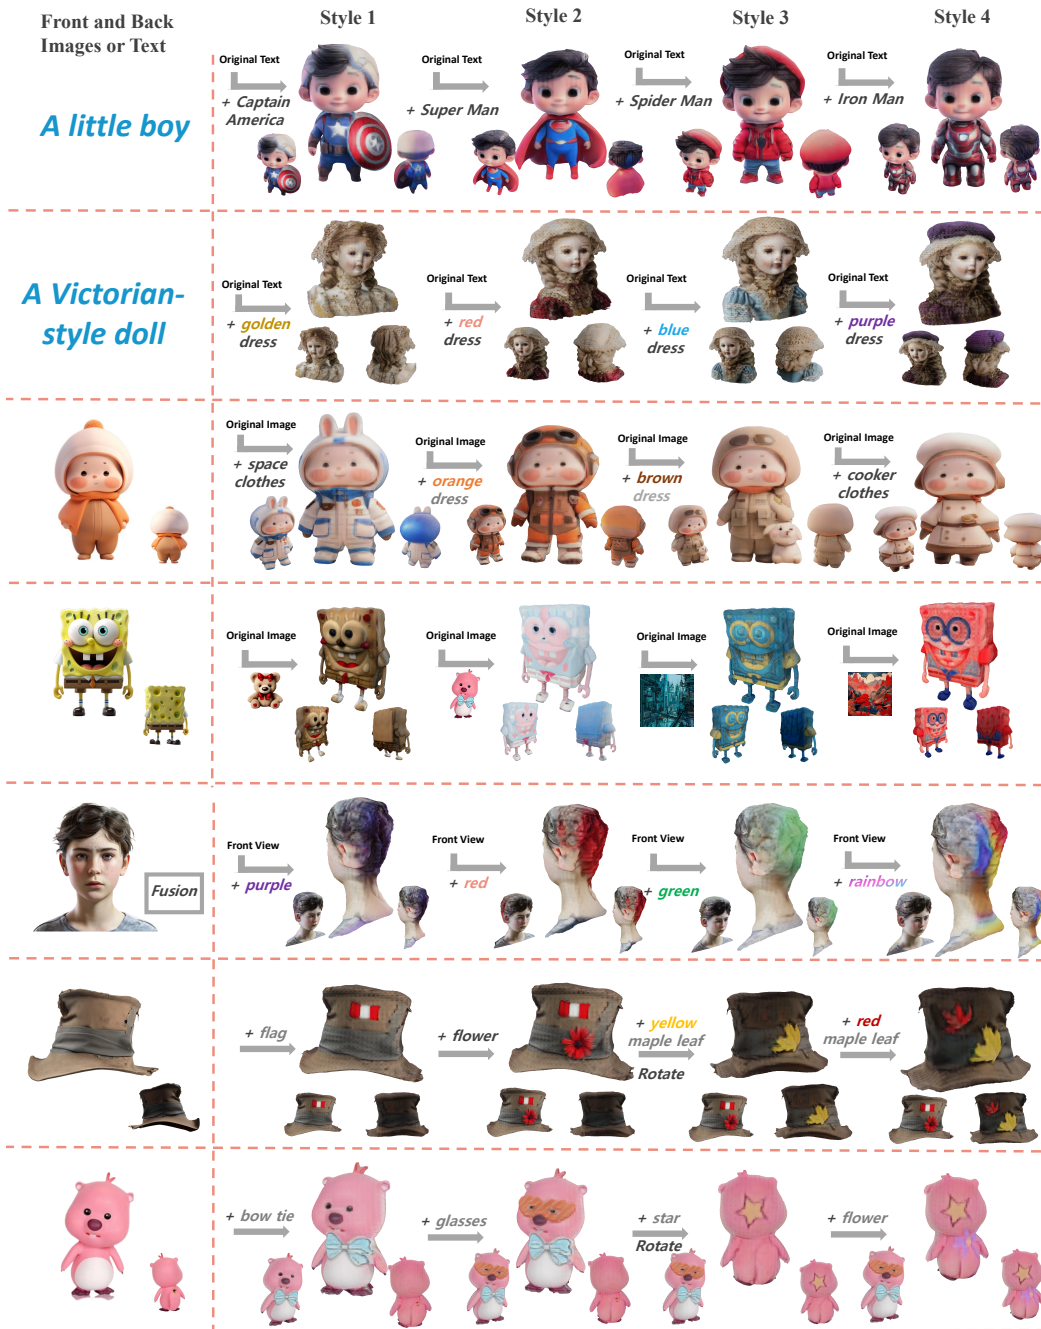 Front and Back
Images or Text
Style 1
Style 2
Style 3
Style 4
A little boy
Original Text
+ Captain
America
Original Text
+ Super Man
Original Text
+ Spider Man
Original Text
+ Iron Man
A Victorian-
style doll
Original Text
+ golden
dress
Original Text
+ red
dress
Original Text
+ blue
dress
Original Text
+ purple
dress
Original Image
+ space
clothes
Original Image
+ orange
dress
Original Image
+ brown
dress
Original Image
+ cooker
clothes
Original Image
Original Image
Original Image
Original Image
Fusion
Front View
+ purple
Front View
+ red
Front View
+ green
Front View
+ rainbow
+ flag
+ flower
+ yellow
maple leaf
Rotate
+ red
maple leaf
+ bow tie
+ glasses
+ star
Rotate
+ flower